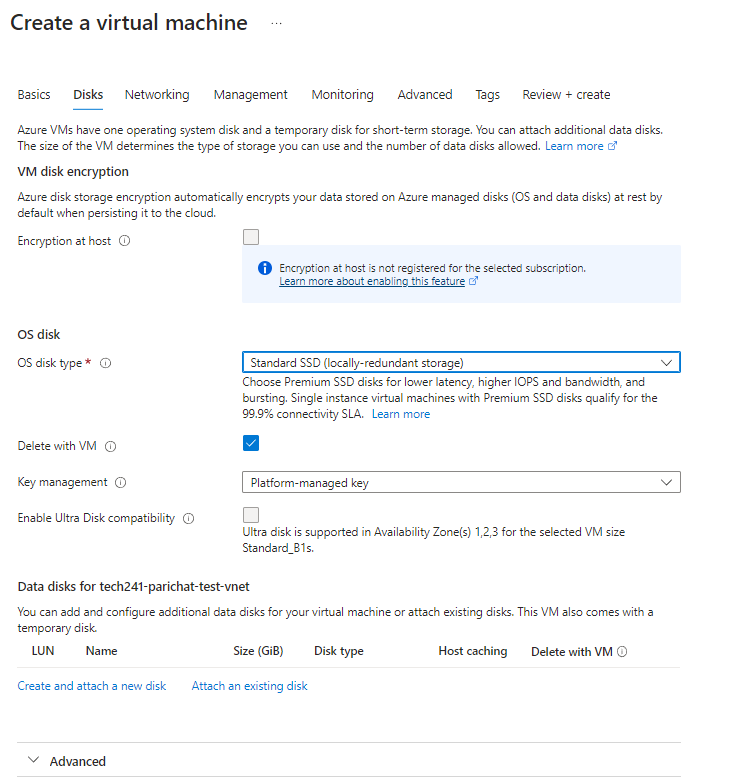 Create a virtual machine ...
Basics Disks Networking Management Monitoring Advanced Tags Review + create
Azure VMs have one operating system disk and a temporary disk for short-term storage. You can attach additional data disks.
The size of the VM determines the type of storage you can use and the number of data disks allowed. Learn more
VM disk encryption
Azure disk storage encryption automatically encrypts your data stored on Azure managed disks (OS and data disks) at rest by
default when persisting it to the cloud.
Encryption at host
Encryption at host is not registered for the selected subscription.
Learn more about enabling this feature
OS disk
OS disk type *
Standard SSD (locally-redundant storage)
Choose Premium SSD disks for lower latency, higher IOPS and bandwidth, and
bursting. Single instance virtual machines with Premium SSD disks qualify for the
99.9% connectivity SLA. Learn more
Delete with VM
Key management
Platform-managed key
Enable Ultra Disk compatibility
Ultra disk is supported in Availability Zone(s) 1,2,3 for the selected VM size
Standard_B1s.
Data disks for tech241-parichat-test-vnet
You can add and configure additional data disks for your virtual machine or attach existing disks. This VM also comes with a
temporary disk.
LUN Name Size (GiB) Disk type Host caching Delete with VM
Create and attach a new disk Attach an existing disk
Advanced